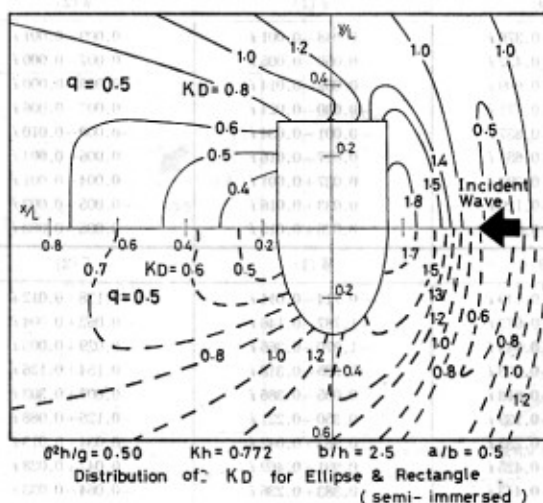 1.0
1.2
y/L
1.0
1.0
0.4
q = 0.5
KD = 0.8
0.6
0.5
0.2
0.5
0.4
1.4
1.5
1.8
Incident
Wave
x/L
0.8 0.6 0.4 0.2
0.7
KD = 0.6
0.5
1.7
1.5
q = 0.5
0.2
1.3
1.2
0.6
0.8
1.0
1.2
0.4
1.0
0.8
0.8
1.0
1.2
0.6
σ²h/g = 0.50 Kh = 0.772 b/h = 2.5 a/b = 0.5
Distribution of KD for Ellipse & Rectangle
(semi-immersed)